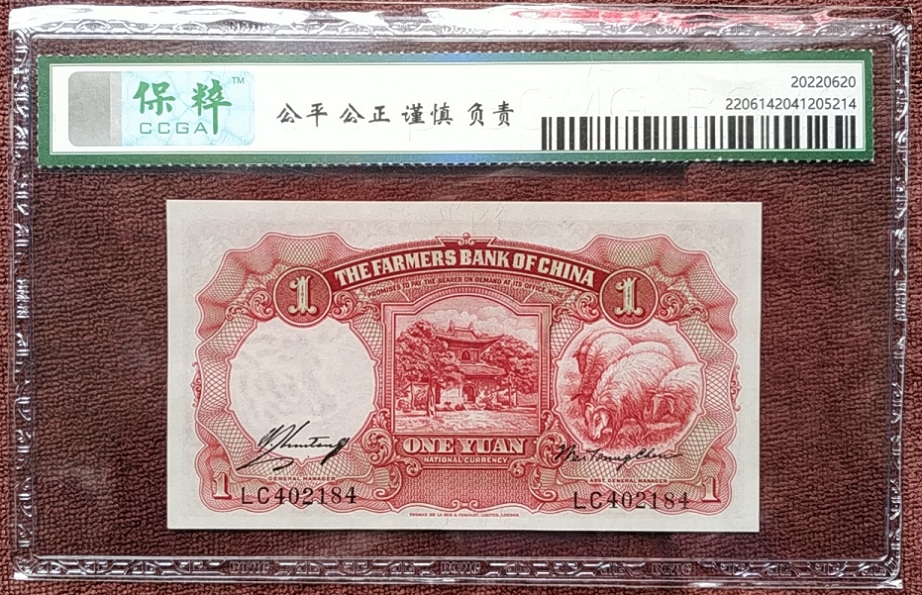 保粹™
CCGA
公平 公正 谨慎 负责
20220620
2206142041205214
THE FARMERS BANK OF CHINA
PROMISES TO PAY THE BEARER ON DEMAND AT ITS OFFICE HERE
1 1
ONE YUAN
NATIONAL CURRENCY
GENERAL MANAGER
ASST GENERAL MANAGER
1 LC402184
LC402184 1
THOMAS DE LA RUE & COMPANY, LIMITED, LONDON.